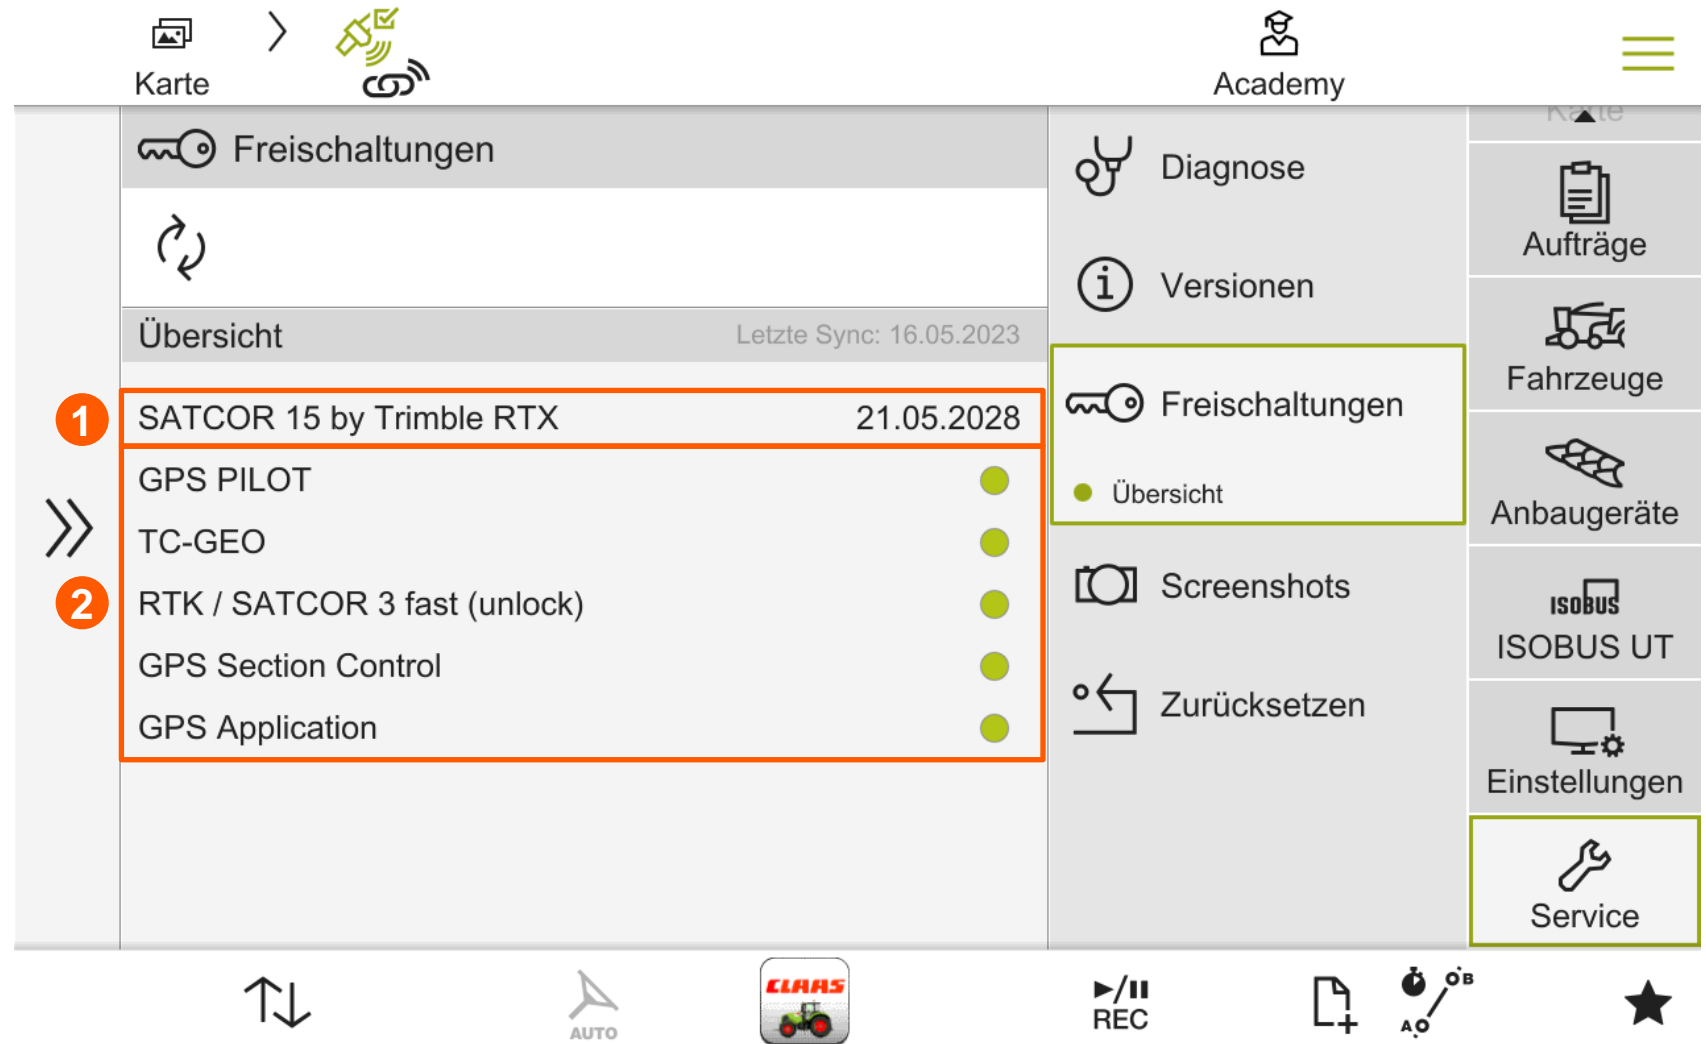 Karte
Academy
Freischaltungen
Übersicht
Letzte Sync: 16.05.2023
1
SATCOR 15 by Trimble RTX
21.05.2028
GPS PILOT
TC-GEO
2
RTK / SATCOR 3 fast (unlock)
GPS Section Control
GPS Application
Diagnose
Versionen
Freischaltungen
Übersicht
Screenshots
Zurücksetzen
Karte
Aufträge
Fahrzeuge
Anbaugeräte
ISOBUS
ISOBUS UT
Einstellungen
Service
AUTO
CLAAS
REC
A
B